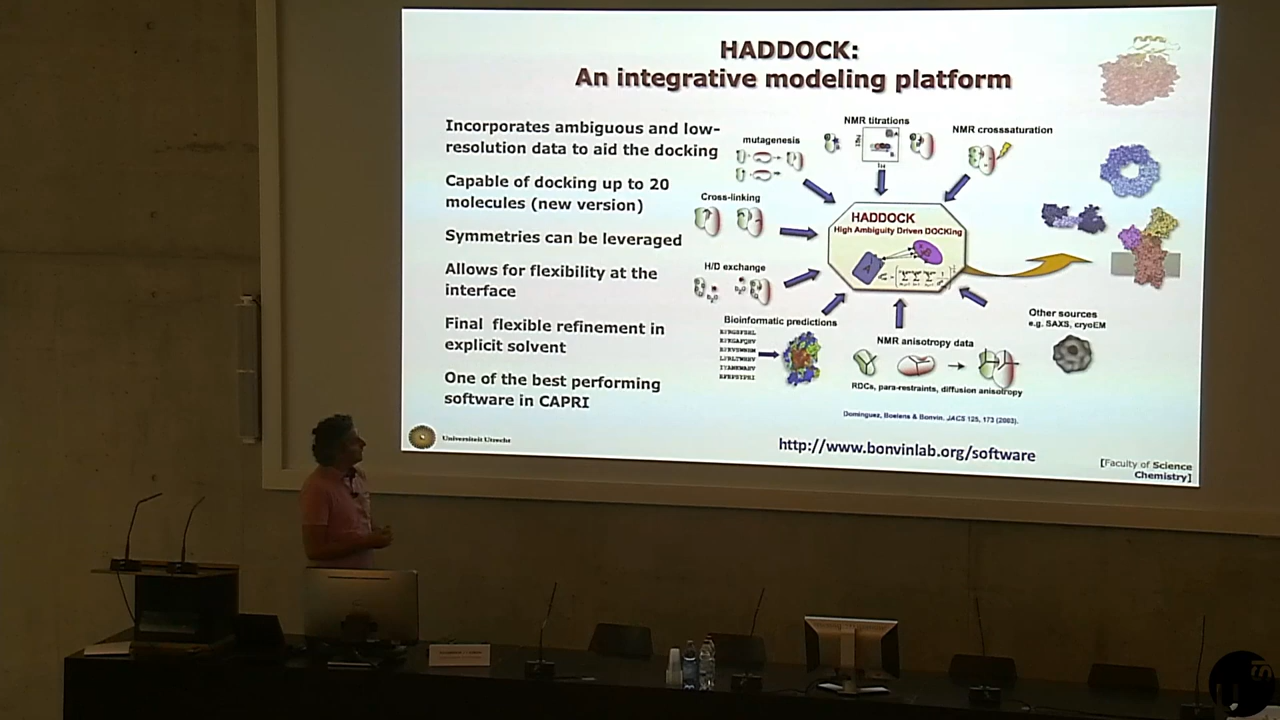 HADDOCK:
An integrative modeling platform
Incorporates ambiguous and low-
resolution data to aid the docking
Capable of docking up to 20
molecules (new version)
Symmetries can be leveraged
Allows for flexibility at the
interface
Final flexible refinement in
explicit solvent
One of the best performing
software in CAPRI
mutagenesis
NMR titrations
NMR crosssaturation
Cross-linking
H/D exchange
Bioinformatic predictions
HADDOCK
High Ambiguity Driven DOCKing
NMR anisotropy data
RDCs, para-restraints, diffusion anisotropy
Other sources
e.g. SAXS, cryoEM
Dominguez, Boelens & Bonvin. JACS 125, 173 (2003).
Universiteit Utrecht
http://www.bonvinlab.org/software
[Faculty of Science
Chemistry]